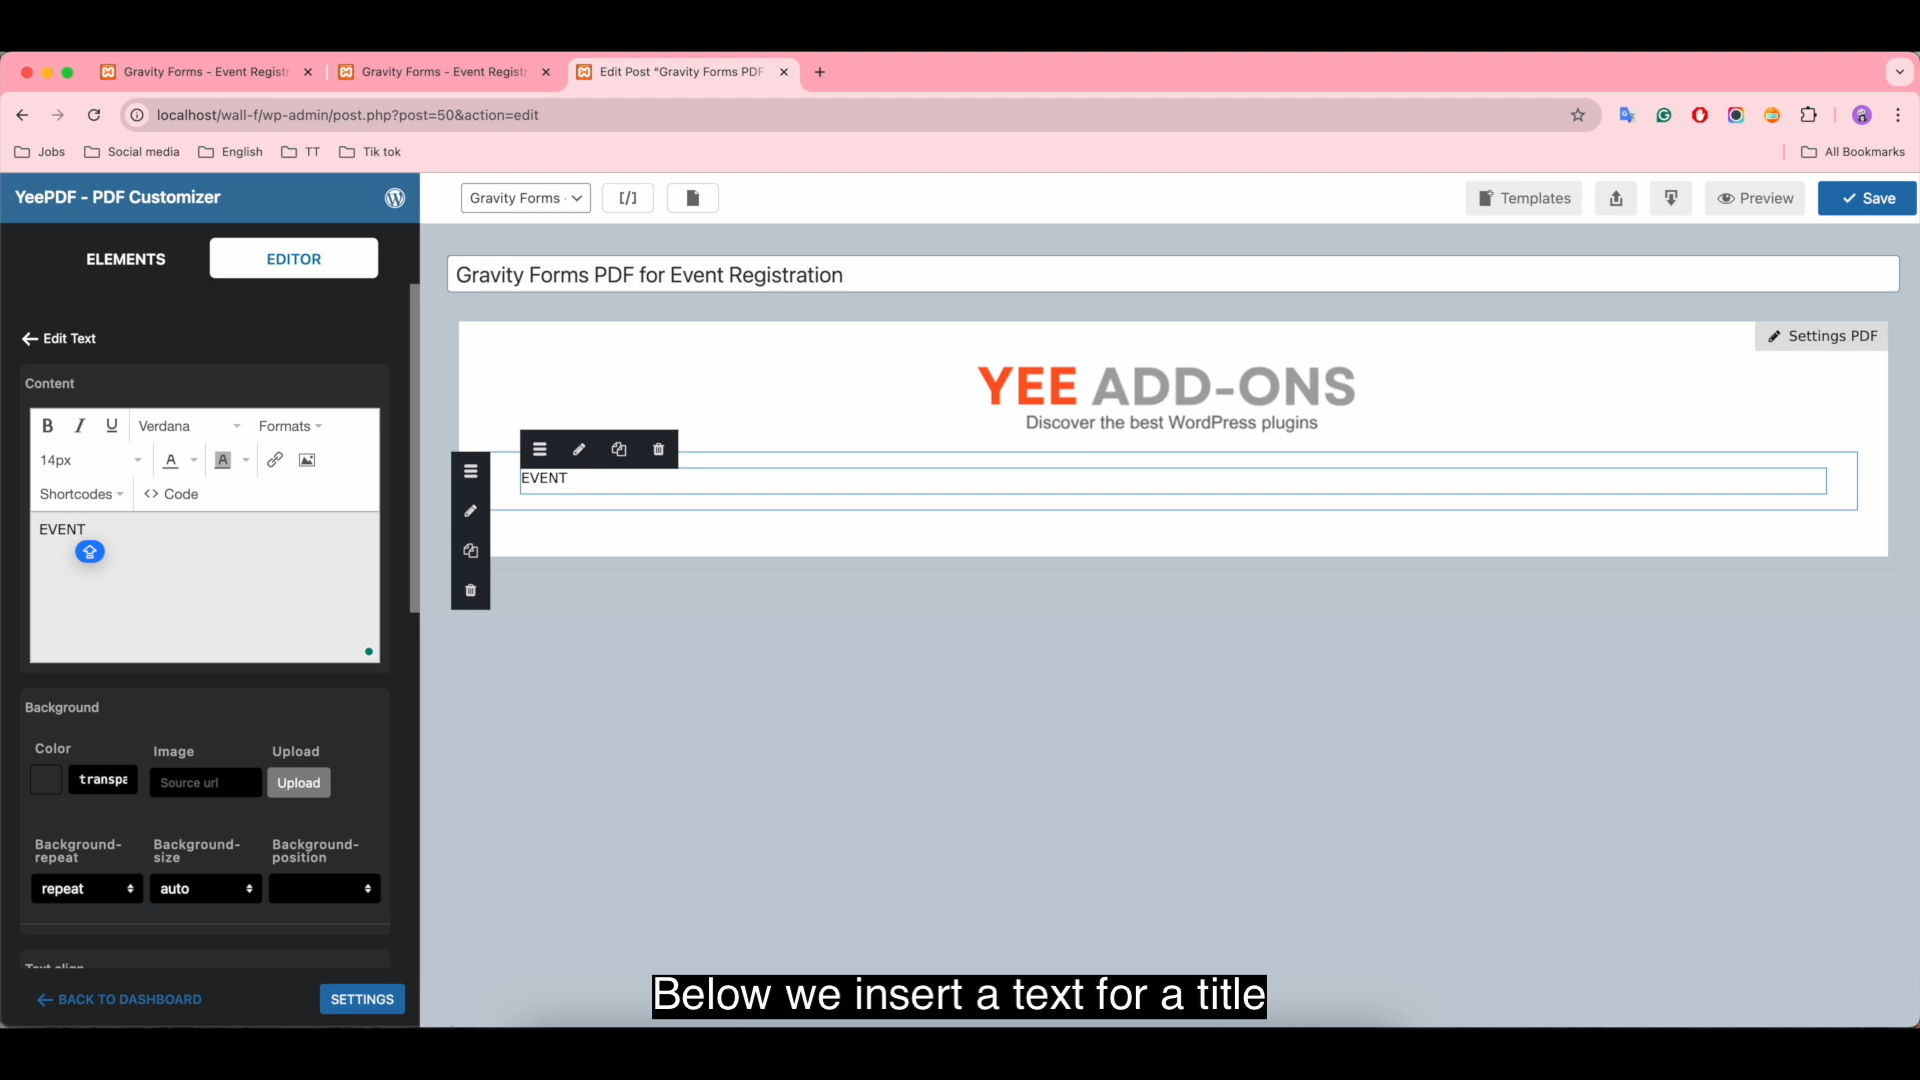 Gravity Forms - Event Registr
Gravity Forms - Event Registr
Edit Post "Gravity Forms PDF
localhost/wall-f/wp-admin/post.php?post=50&action=edit
Jobs
Social media
English
TT
Tik tok
All Bookmarks
YeePDF - PDF Customizer
Gravity Forms
[/]
Templates
Preview
Save
ELEMENTS
EDITOR
Gravity Forms PDF for Event Registration
Settings PDF
YEE ADD-ONS
Discover the best WordPress plugins
EVENT
Edit Text
Content
B I U Verdana Formats
14px A A
Shortcodes <> Code
EVENT
Background
Color
Image
Upload
transpa
Source url
Upload
Background-
repeat
Background-
size
Background-
position
repeat
auto
Text align
BACK TO DASHBOARD
SETTINGS
Below we insert a text for a title